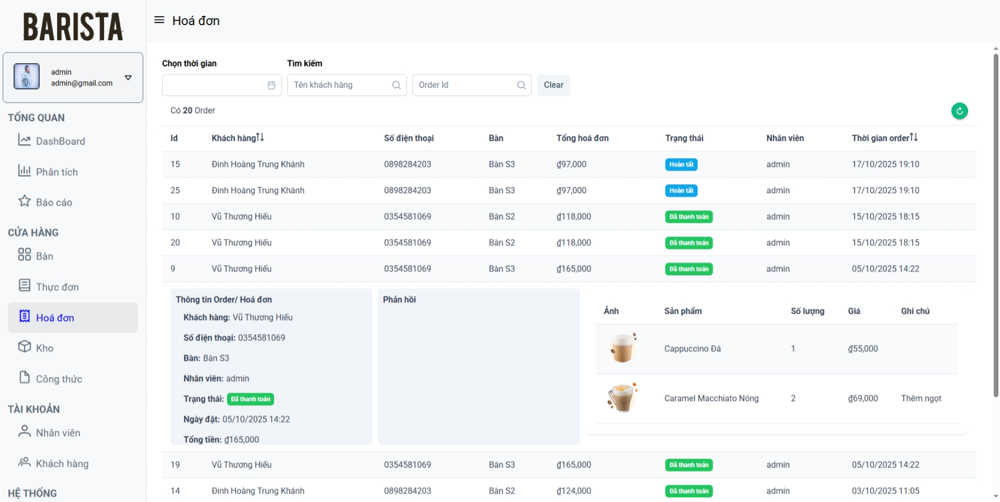 BARISTA
Hoá đơn
admin
admin@gmail.com
TỔNG QUAN
DashBoard
Phân tích
Báo cáo
CỬA HÀNG
Bàn
Thực đơn
Hoá đơn
Kho
Công thức
TÀI KHOẢN
Nhân viên
Khách hàng
HỆ THỐNG
Chọn thời gian Tìm kiếm
Tên khách hàng Order Id Clear
Có 20 Order
Id Khách hàng Số điện thoại Bàn Tổng hoá đơn Trạng thái Nhân viên Thời gian order
15 Đinh Hoàng Trung Khánh 0898284203 Bàn S3 ₫97,000 Hoàn tất admin 17/10/2025 19:10
25 Đinh Hoàng Trung Khánh 0898284203 Bàn S3 ₫97,000 Hoàn tất admin 17/10/2025 19:10
10 Vũ Thương Hiếu 0354581069 Bàn S2 ₫118,000 Đã thanh toán admin 15/10/2025 18:15
20 Vũ Thương Hiếu 0354581069 Bàn S2 ₫118,000 Đã thanh toán admin 15/10/2025 18:15
9 Vũ Thương Hiếu 0354581069 Bàn S3 ₫165,000 Đã thanh toán admin 05/10/2025 14:22
Thông tin Order/ Hoá đơn
Khách hàng: Vũ Thương Hiếu
Số điện thoại: 0354581069
Bàn: Bàn S3
Nhân viên: admin
Trạng thái: Đã thanh toán
Ngày đặt: 05/10/2025 14:22
Tổng tiền: ₫165,000
Phản hồi
Ảnh Sản phẩm Số lượng Giá Ghi chú
Cappuccino Đá 1 ₫55,000
Caramel Macchiato Nóng 2 ₫69,000 Thêm ngọt
19 Vũ Thương Hiếu 0354581069 Bàn S3 ₫165,000 Đã thanh toán admin 05/10/2025 14:22
14 Đinh Hoàng Trung Khánh 0898284203 Bàn S2 ₫124,000 Đã thanh toán admin 03/10/2025 11:05